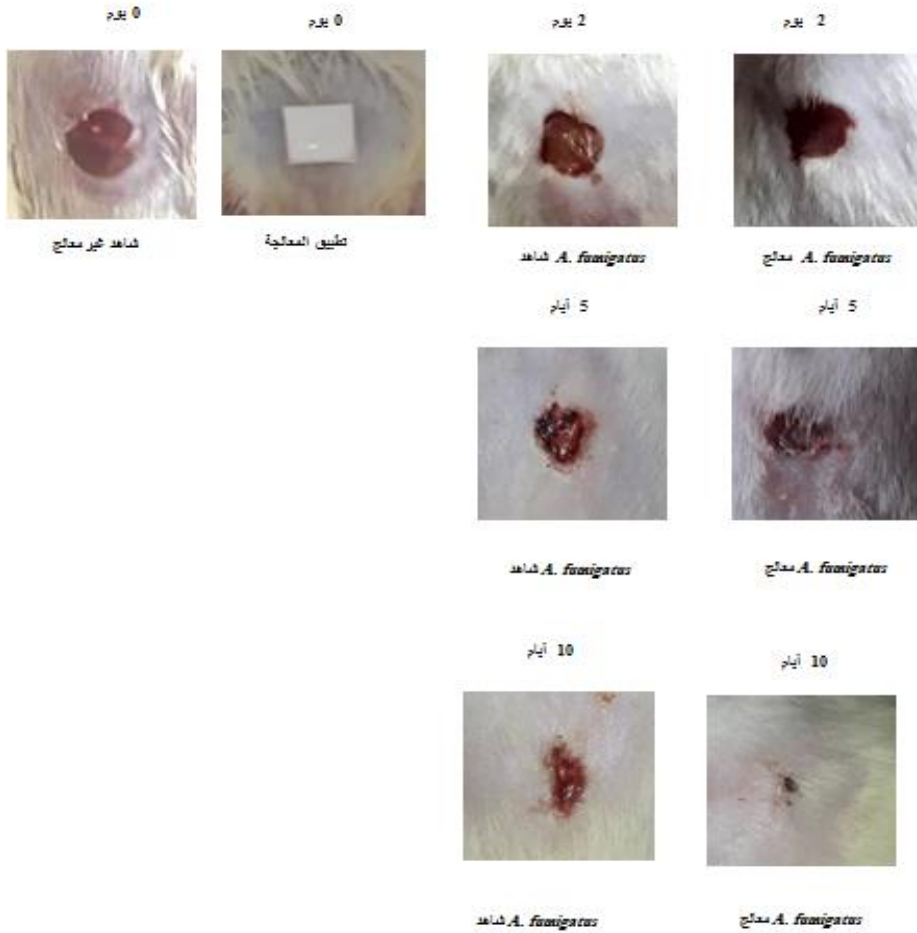 0 يوم
0 يوم
2 يوم
2 يوم
شاهد غير معالج
تطبيق المعالجة
شاهد A. fumigatus
معالج A. fumigatus
5 أيام
5 أيام
شاهد A. fumigatus
معالج A. fumigatus
10 أيام
10 أيام
شاهد A. fumigatus
معالج A. fumigatus